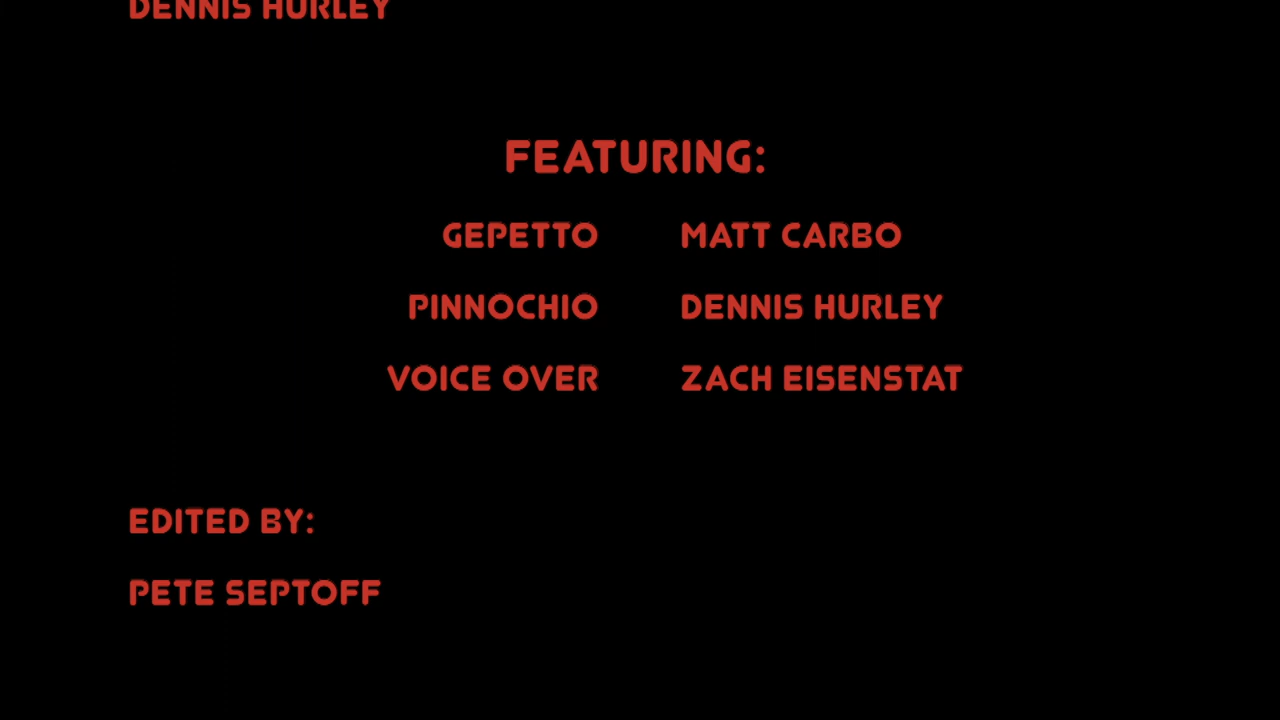 DENNIS HURLEY
FEATURING:
GEPETTO MATT CARBO
PINNOCHIO DENNIS HURLEY
VOICE OVER ZACH EISENSTAT
EDITED BY:
PETE SEPTOFF